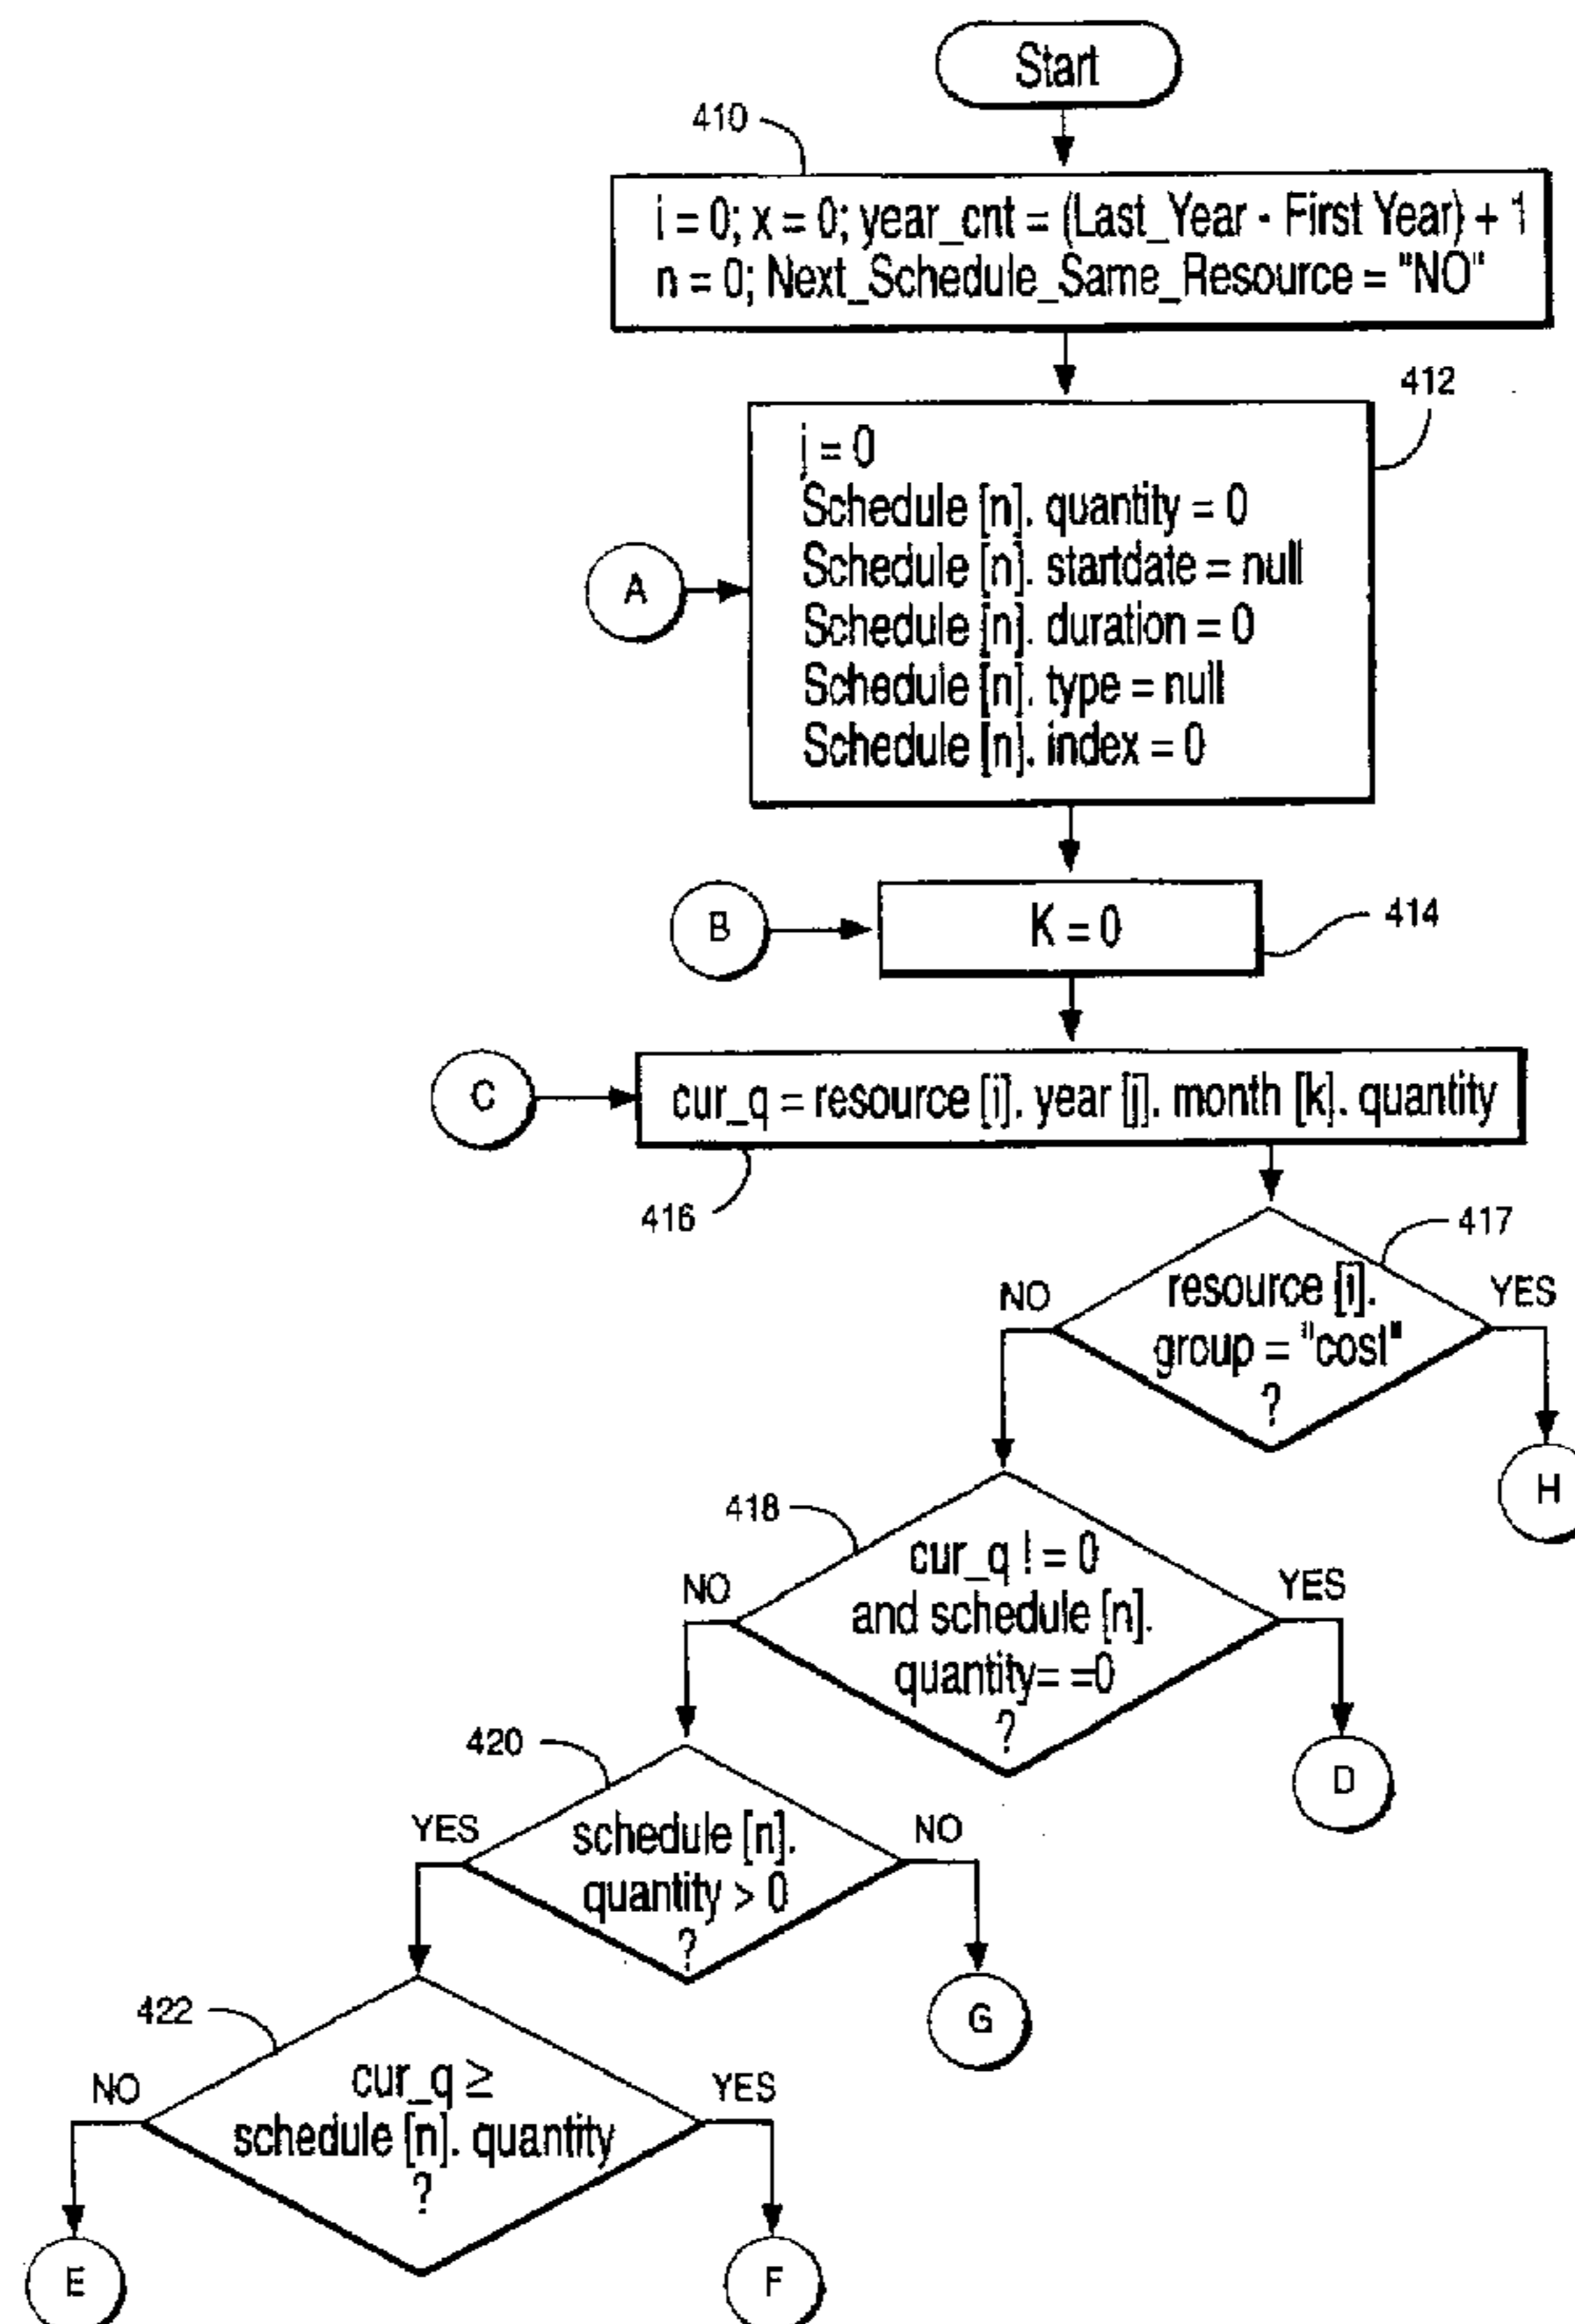 Start
410
i = 0; x = 0; year_cnt = (Last_Year - First Year) + 1
n = 0; Next_Schedule_Same_Resource = "NO"
412
j = 0
Schedule [n]. quantity = 0
Schedule [n]. startdate = null
Schedule [n]. duration = 0
Schedule [n]. type = null
Schedule [n]. index = 0
A
B
K = 0
414
C
cur_q = resource [i]. year [j]. month [k]. quantity
416
417
NO
resource [i].
group = "cost"
?
YES
H
418
NO
cur_q ! = 0
and schedule [n].
quantity= =0
?
YES
D
420
YES
schedule [n].
quantity > 0
?
NO
G
422
NO
cur_q ≥
schedule [n]. quantity
?
YES
E
F